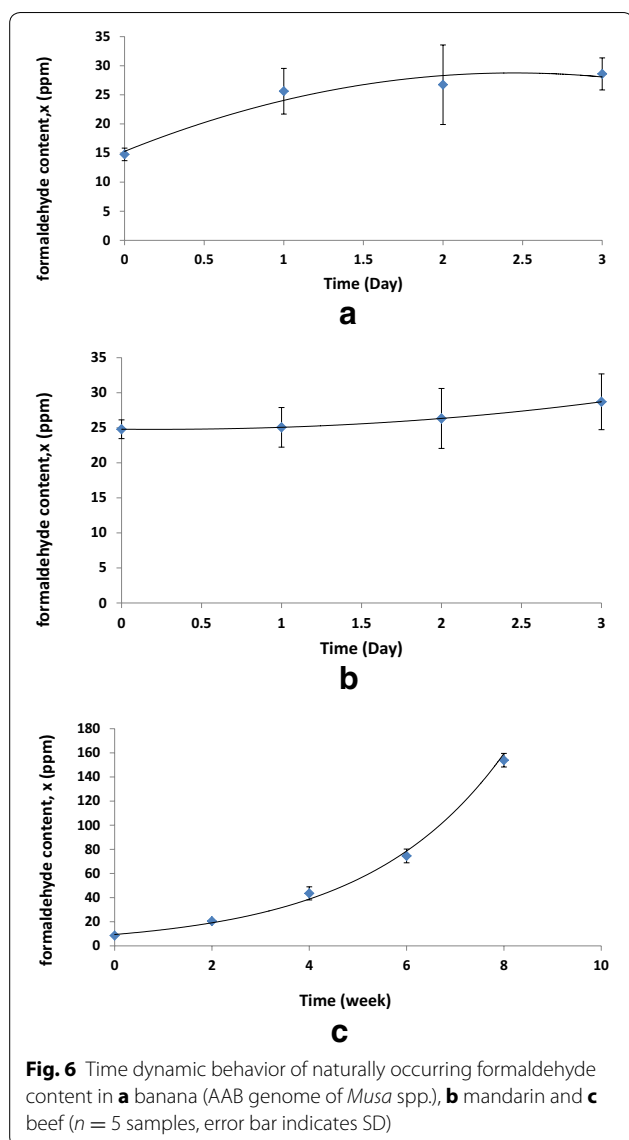 35
30
25
20
15
10
5
0
formaldehyde content,x (ppm)
0 0.5 1 1.5 2 2.5 3
Time (Day)
a
35
30
25
20
15
10
5
0
formaldehyde content,x (ppm)
0 0.5 1 1.5 2 2.5 3
Time (Day)
b
180
160
140
120
100
80
60
40
20
0
formaldehyde content, x (ppm)
0 2 4 6 8 10
Time (week)
c
Fig. 6 Time dynamic behavior of naturally occurring formaldehyde
content in a banana (AAB genome of Musa spp.), b mandarin and c
beef (n = 5 samples, error bar indicates SD)